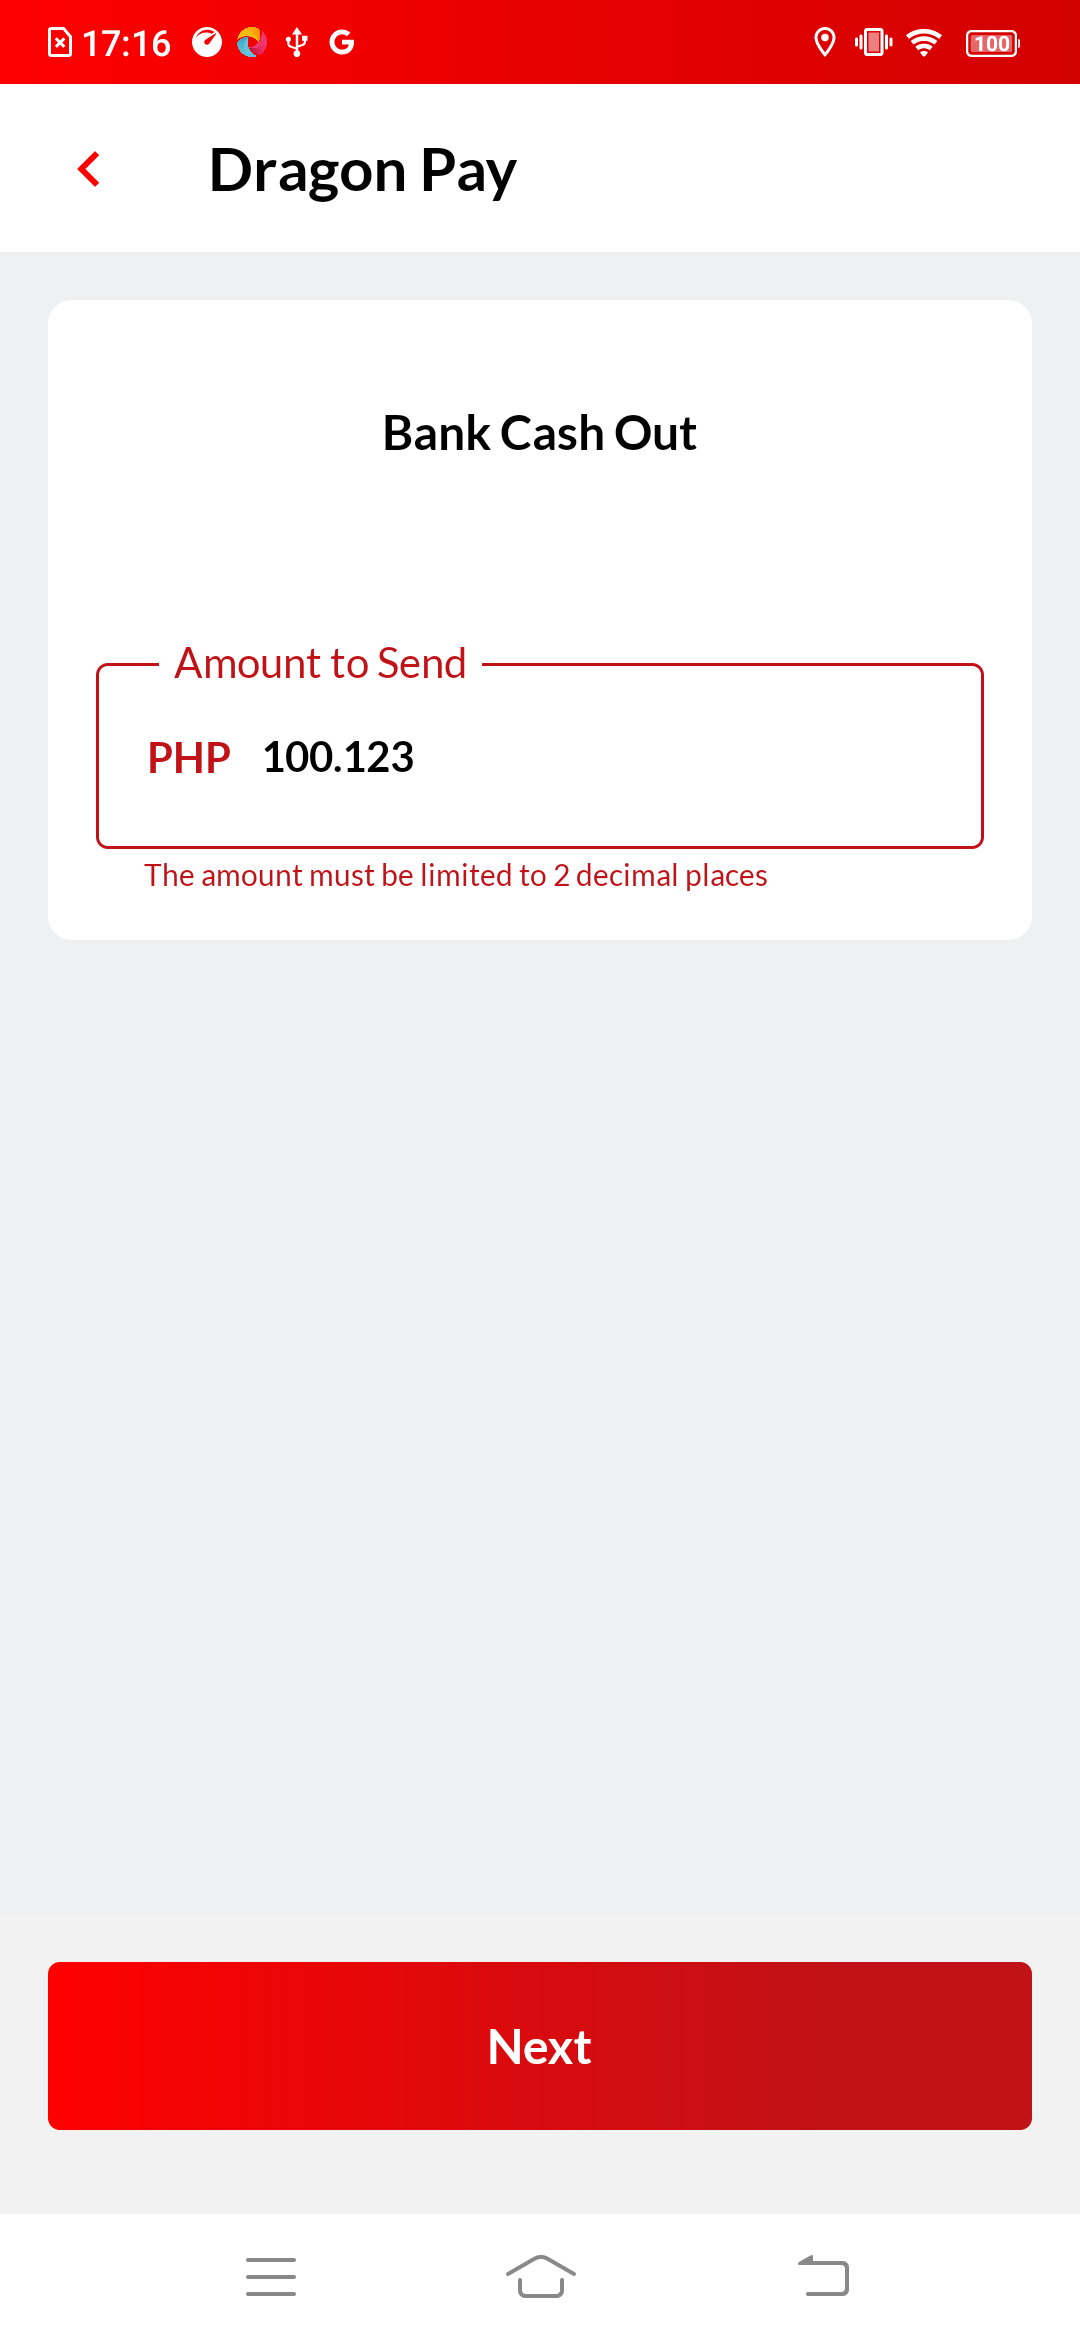 17:16
100
Dragon Pay
Bank Cash Out
Amount to Send
PHP 100.123
The amount must be limited to 2 decimal places
Next